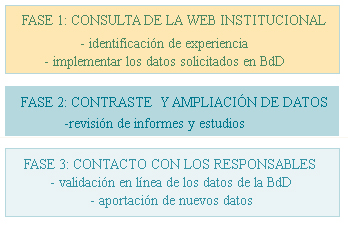 FASE 1: CONSULTA DE LA WEB INSTITUCIONAL
- identificación de experiencia
- implementar los datos solicitados en BdD
FASE 2: CONTRASTE Y AMPLIACIÓN DE DATOS
-revisión de informes y estudios
FASE 3: CONTACTO CON LOS RESPONSABLES
- validación en línea de los datos de la BdD
- aportación de nuevos datos